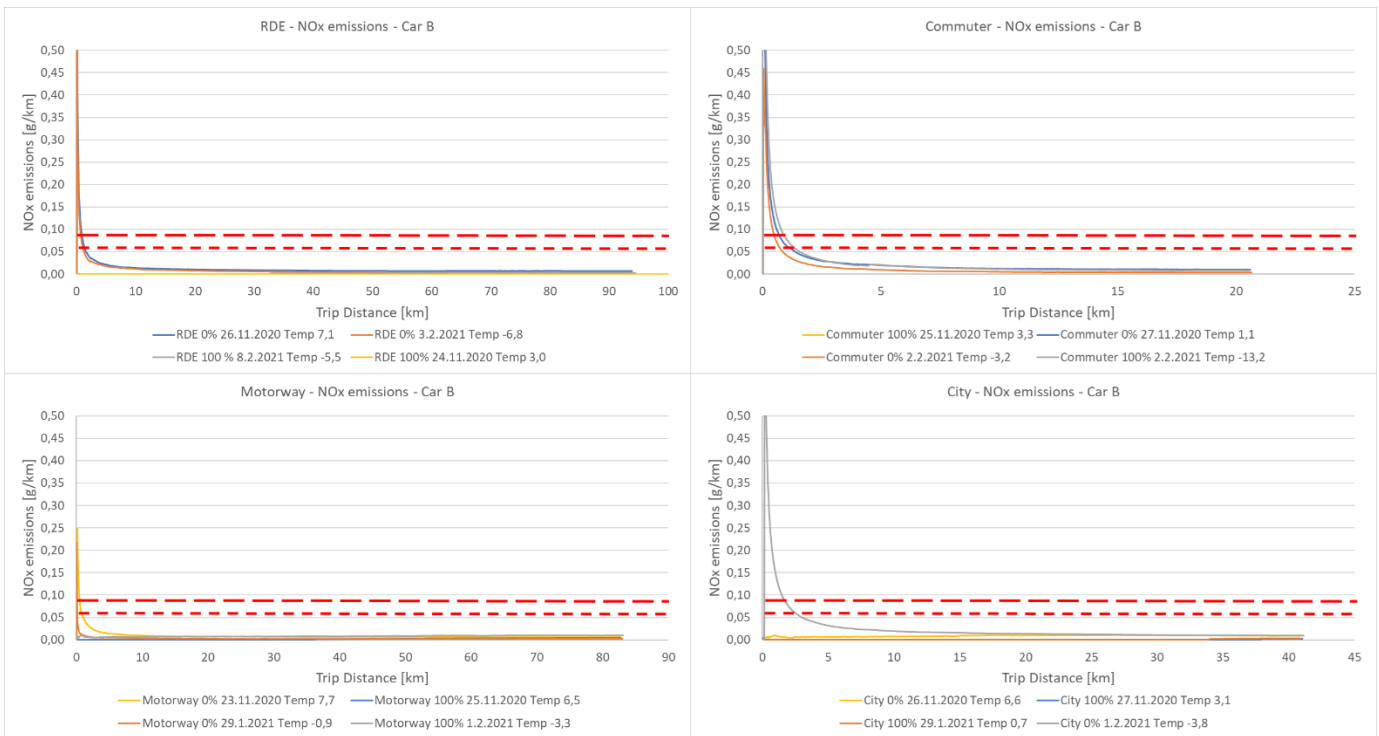 RDE - NOx emissions - Car B
NOx emissions [g/km]
0,50
0,45
0,40
0,35
0,30
0,25
0,20
0,15
0,10
0,05
0,00
0 10 20 30 40 50 60 70 80 90 100
Trip Distance [km]
RDE 0% 26.11.2020 Temp 7,1 RDE 0% 3.2.2021 Temp -6,8
RDE 100 % 8.2.2021 Temp -5,5 RDE 100% 24.11.2020 Temp 3,0
Commuter - NOx emissions - Car B
NOx emissions [g/km]
0,50
0,45
0,40
0,35
0,30
0,25
0,20
0,15
0,10
0,05
0,00
0 5 10 15 20 25
Trip Distance [km]
Commuter 100% 25.11.2020 Temp 3,3 Commuter 0% 27.11.2020 Temp 1,1
Commuter 0% 2.2.2021 Temp -3,2 Commuter 100% 2.2.2021 Temp -13,2
Motorway - NOx emissions - Car B
NOx emissions [g/km]
0,50
0,45
0,40
0,35
0,30
0,25
0,20
0,15
0,10
0,05
0,00
0 10 20 30 40 50 60 70 80 90
Trip Distance [km]
Motorway 0% 23.11.2020 Temp 7,7 Motorway 100% 25.11.2020 Temp 6,5
Motorway 0% 29.1.2021 Temp -0,9 Motorway 100% 1.2.2021 Temp -3,3
City - NOx emissions - Car B
NOx emissions [g/km]
0,50
0,45
0,40
0,35
0,30
0,25
0,20
0,15
0,10
0,05
0,00
0 5 10 15 20 25 30 35 40 45
Trip Distance [km]
City 0% 26.11.2020 Temp 6,6 City 100% 27.11.2020 Temp 3,1
City 100% 29.1.2021 Temp 0,7 City 0% 1.2.2021 Temp -3,8